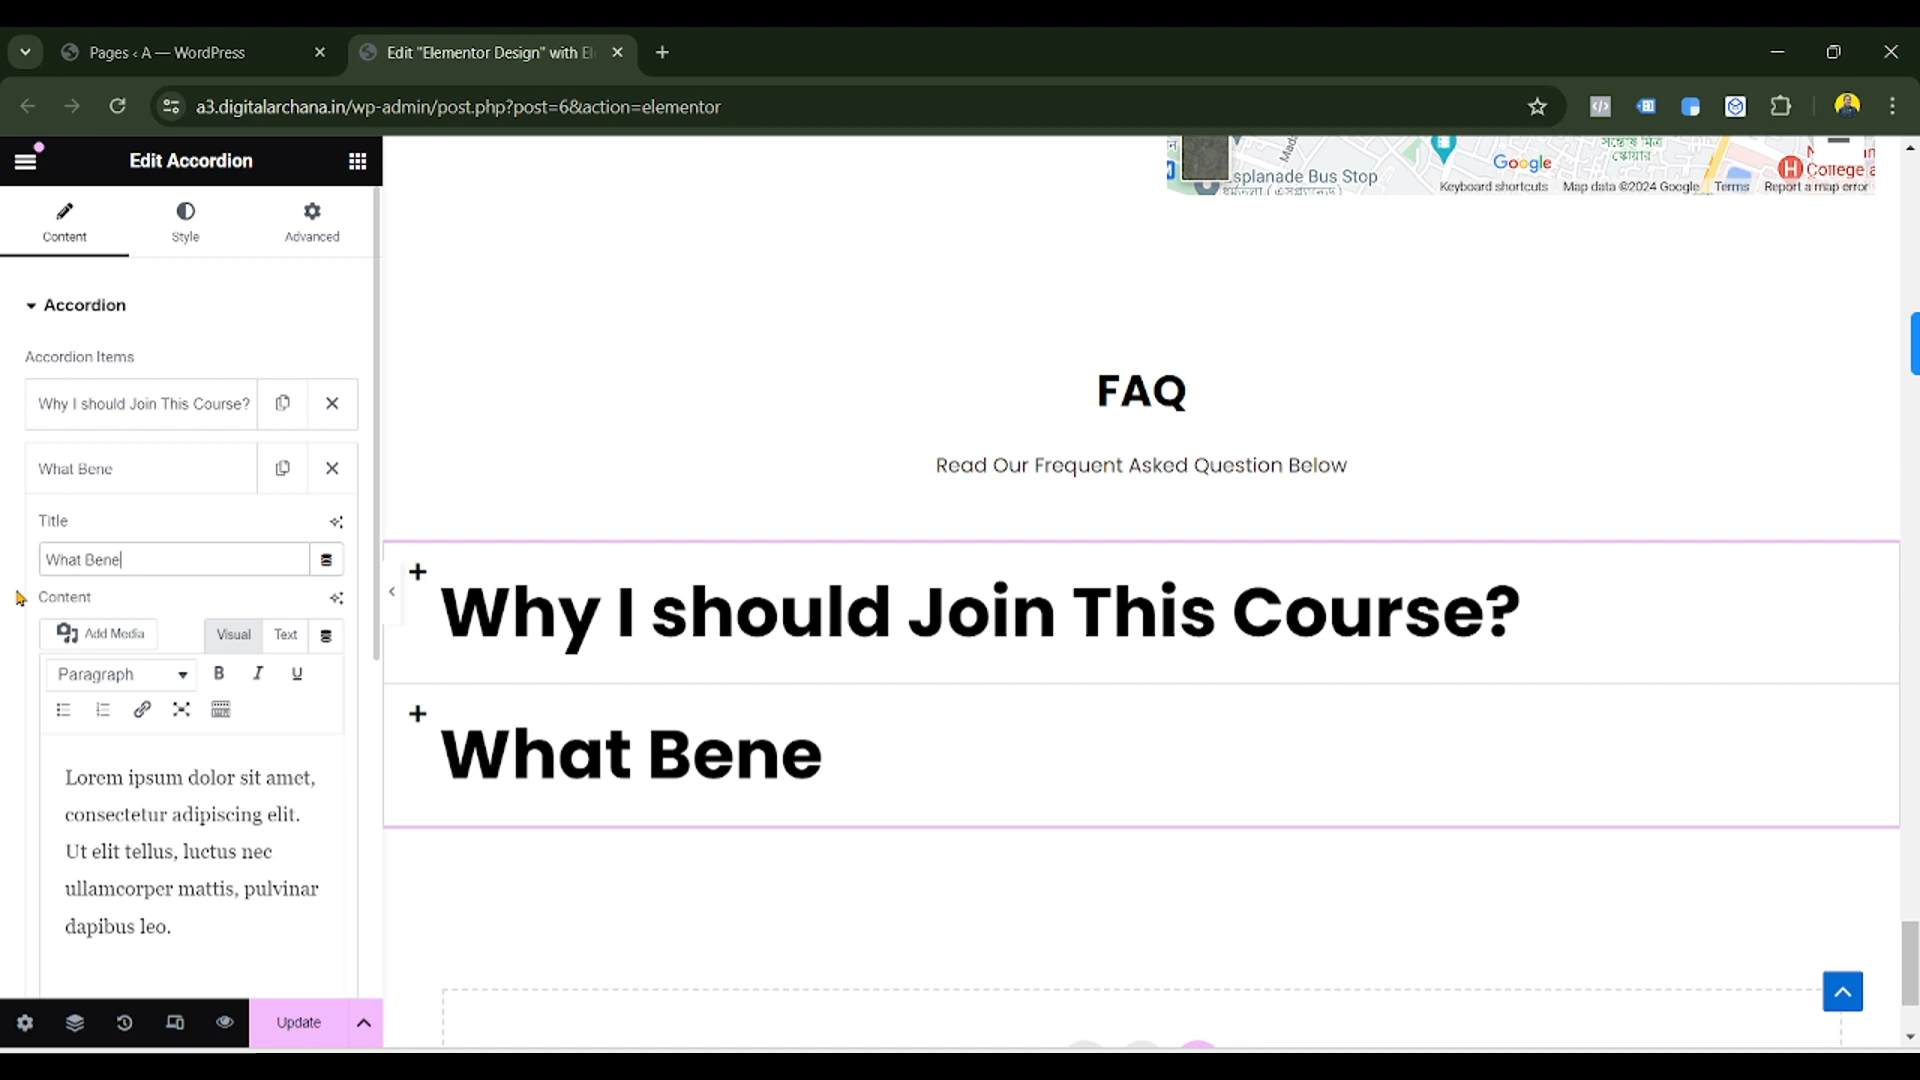 Pages ‹ A — WordPress
Edit "Elementor Design" with El
a3.digitalarchana.in/wp-admin/post.php?post=6&action=elementor
Edit Accordion
Content
Style
Advanced
Accordion
Accordion Items
Why I should Join This Course?
What Bene
Title
What Bene
Content
Add Media
Visual
Text
Paragraph
B
I
U
Lorem ipsum dolor sit amet,
consectetur adipiscing elit.
Ut elit tellus, luctus nec
ullamcorper mattis, pulvinar
dapibus leo.
Update
splanade Bus Stop
Google
Keyboard shortcuts
Map data ©2024 Google
Terms
Report a map error
H
College
FAQ
Read Our Frequent Asked Question Below
Why I should Join This Course?
What Bene